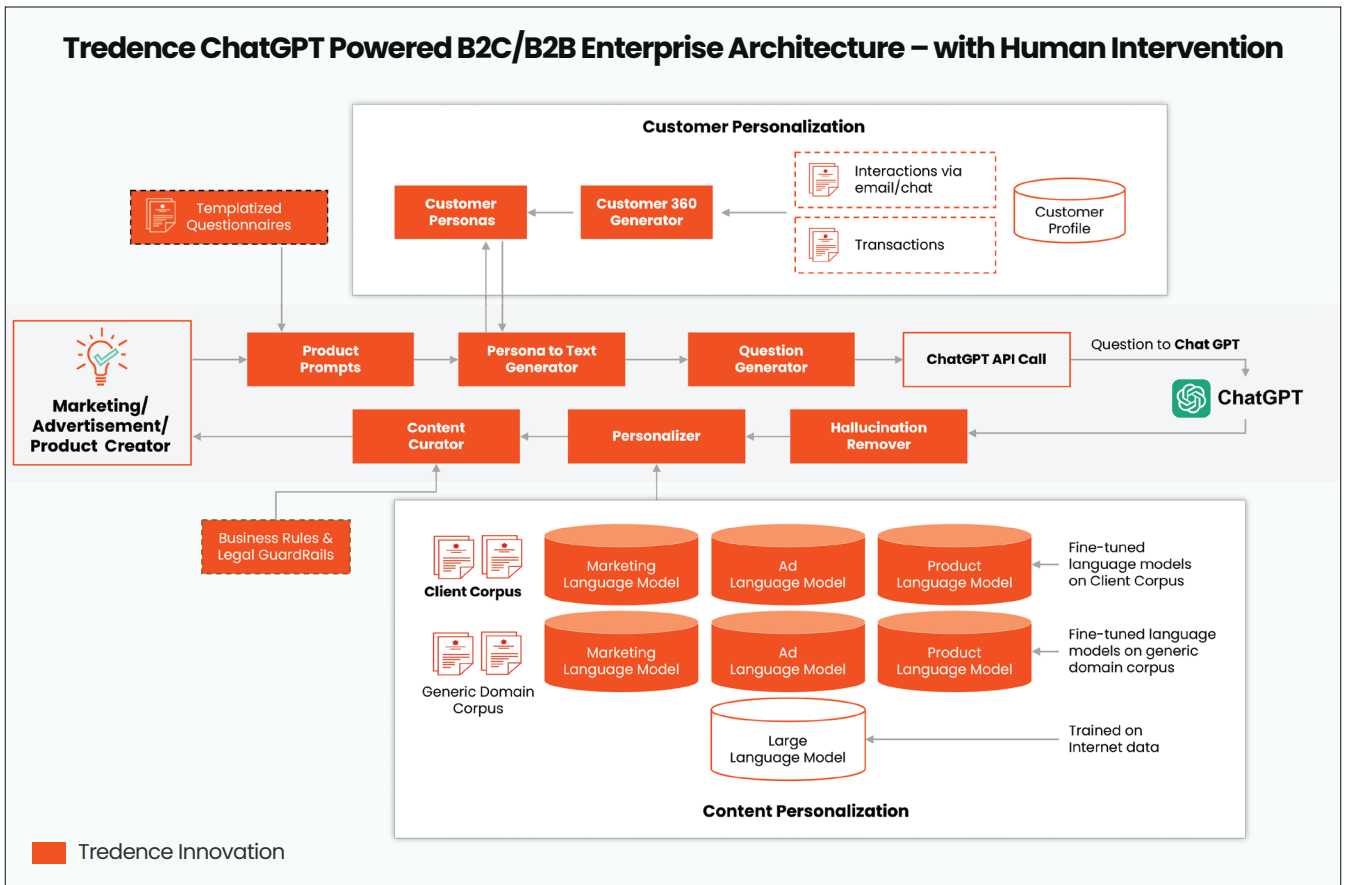 Tredence ChatGPT Powered B2C/B2B Enterprise Architecture – with Human Intervention
Customer Personalization
Templatized
Questionnaires
Customer
Personas
Customer 360
Generator
Interactions via
email/chat
Transactions
Customer
Profile
Marketing/
Advertisement/
Product Creator
Product
Prompts
Persona to Text
Generator
Question
Generator
ChatGPT API Call
Question to Chat GPT
ChatGPT
Content
Curator
Personalizer
Hallucination
Remover
Business Rules &
Legal GuardRails
Client Corpus
Marketing
Language Model
Ad
Language Model
Product
Language Model
Fine-tuned
language models
on Client Corpus
Generic Domain
Corpus
Marketing
Language Model
Ad
Language Model
Product
Language Model
Fine-tuned language
models on generic
domain corpus
Large
Language Model
Trained on
Internet data
Content Personalization
Tredence Innovation